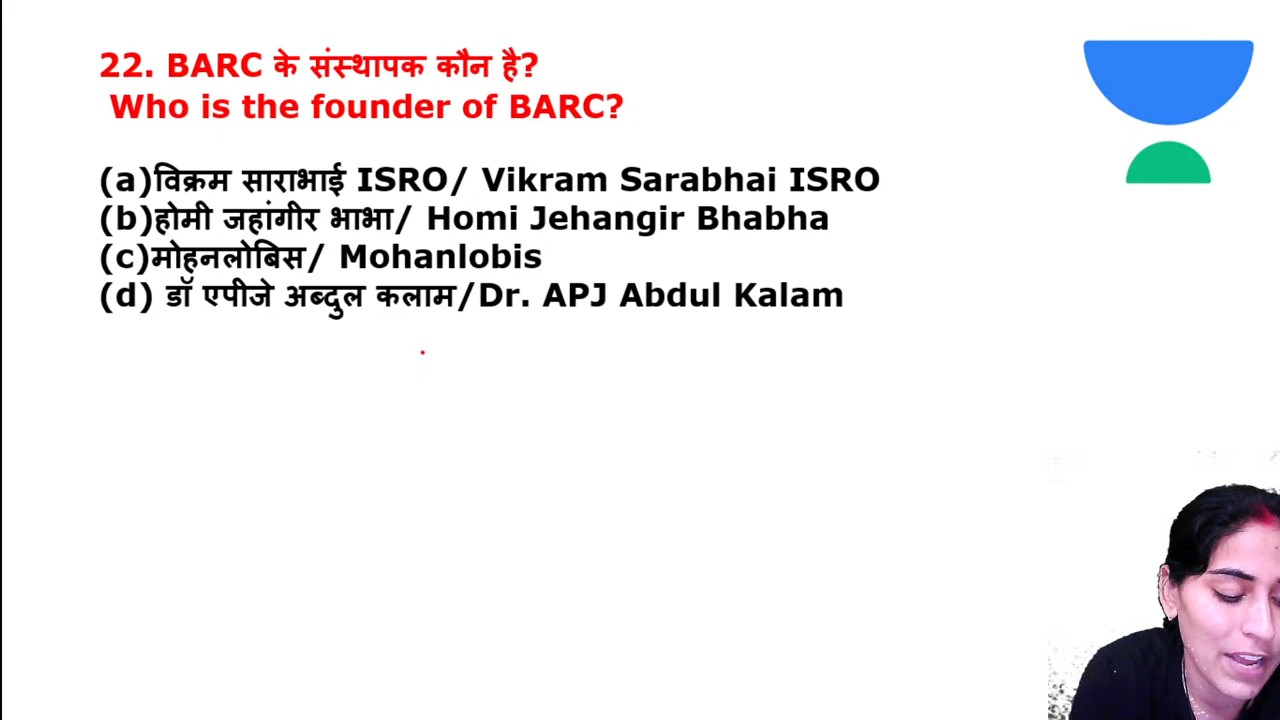 22. BARC के संस्थापक कौन है?
Who is the founder of BARC?
(a)विक्रम साराभाई ISRO/ Vikram Sarabhai ISRO
(b)होमी जहांगीर भाभा/ Homi Jehangir Bhabha
(c)मोहनलोबिस/ Mohanlobis
(d) डॉ एपीजे अब्दुल कलाम/Dr. APJ Abdul Kalam